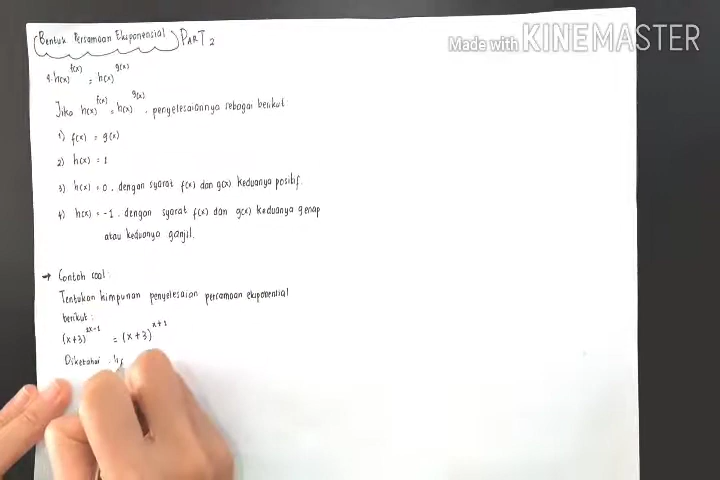 Bentuk Persamaan Eksponensial PART 2
Made with KINEMASTER
4. h(x)^f(x) = h(x)^g(x)
Jika h(x)^f(x) = h(x)^g(x), penyelesaiannya sebagai berikut:
1) f(x) = g(x)
2) h(x) = 1
3) h(x) = 0, dengan syarat f(x) dan g(x) keduanya positif.
4) h(x) = -1, dengan syarat f(x) dan g(x) keduanya genap
atau keduanya ganjil.
→ Contoh soal:
Tentukan himpunan penyelesaian persamaan eksponential
berikut:
(x+3)^2x-1 = (x+3)^x+1
Diketahui :